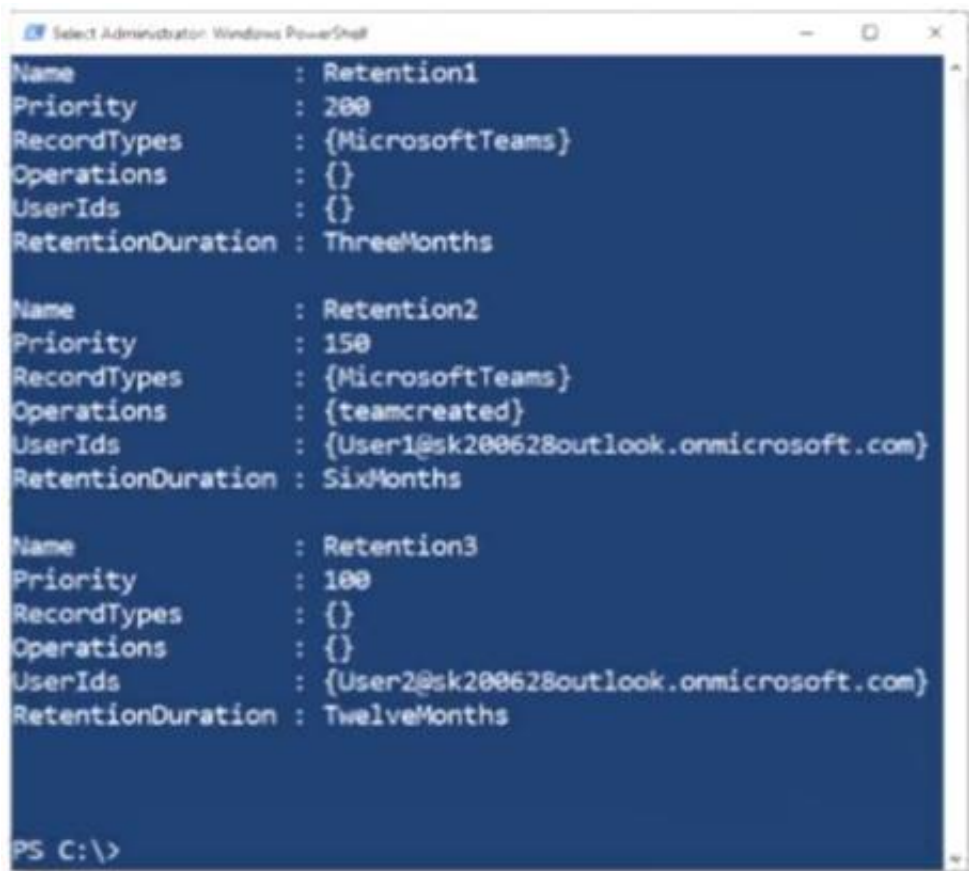 Select Administrator: Windows PowerShell
Name : Retention1
Priority : 200
RecordTypes : {MicrosoftTeams}
Operations : {}
UserIds : {}
RetentionDuration : ThreeMonths
Name : Retention2
Priority : 150
RecordTypes : {MicrosoftTeams}
Operations : {teamcreated}
UserIds : {User1@sk200628outlook.onmicrosoft.com}
RetentionDuration : SixMonths
Name : Retention3
Priority : 100
RecordTypes : {}
Operations : {}
UserIds : {User2@sk200628outlook.onmicrosoft.com}
RetentionDuration : TwelveMonths
PS C:\>